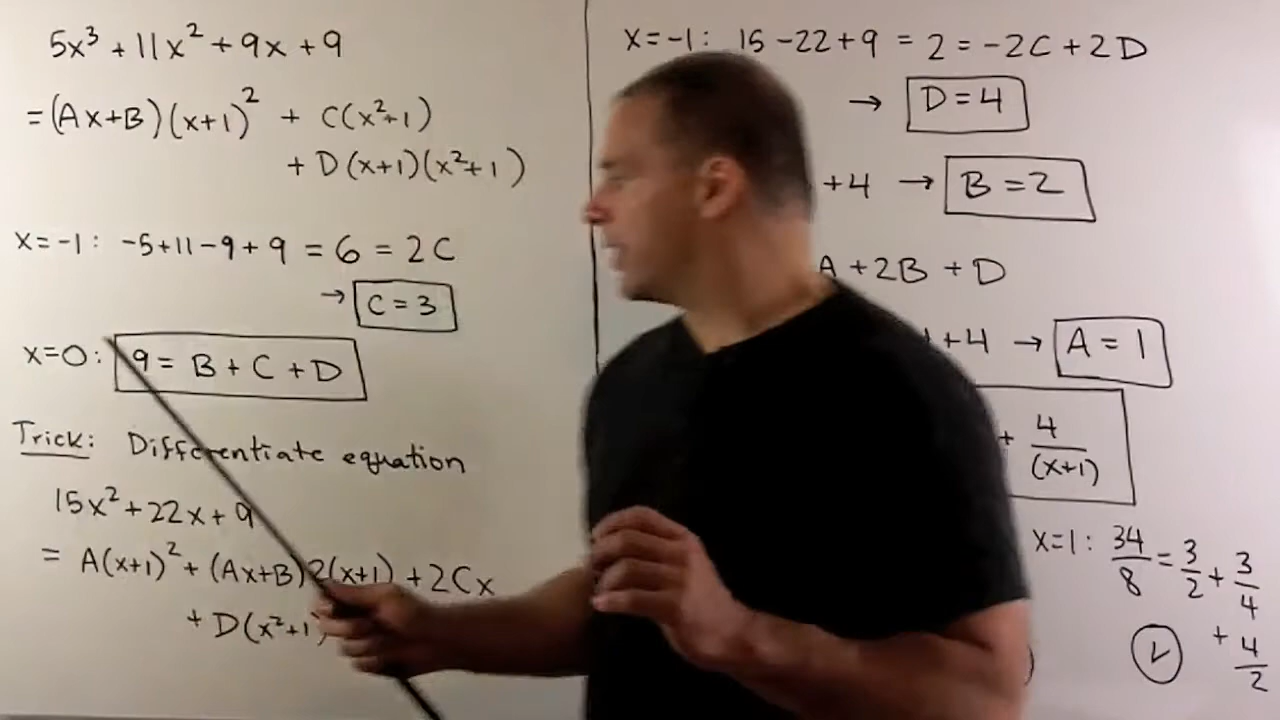 5x³ + 11x² + 9x + 9
= (Ax+B)(x+1)² + C(x²+1)
+ D(x+1)(x²+1)
x=-1: -5+11-9+9 = 6 = 2C
→ C = 3
x=0: 9 = B + C + D
Trick: Differentiate equation
15x² + 22x + 9
= A(x+1)² + (Ax+B)2(x+1) + 2Cx
+ D(x²+1)
x=-1: 15-22+9 = 2 = -2C + 2D
→ D = 4
+4 → B = 2
A + 2B + D
+4 → A = 1
+ 4/(x+1)
x=1: 34/8 = 3/2 + 3/4
+ 4/2
✓